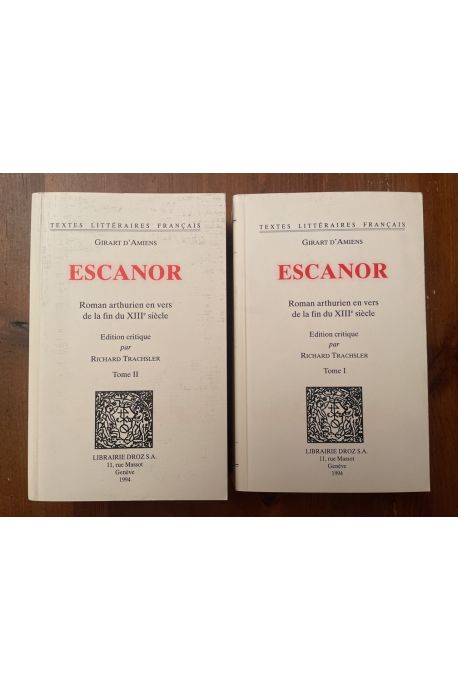 TEXTES LITTÉRAIRES FRANÇAIS
GIRART D'AMIENS
ESCANOR
Roman arthurien en vers
de la fin du XIIIe siècle
Edition critique
par
RICHARD TRACHSLER
Tome II
LIBRAIRIE DROZ S.A.
11, rue Massot
Genève
1994
TEXTES LITTÉRAIRES FRANÇAIS
GIRART D'AMIENS
ESCANOR
Roman arthurien en vers
de la fin du XIIIe siècle
Edition critique
par
RICHARD TRACHSLER
Tome I
LIBRAIRIE DROZ S.A.
11, rue Massot
Genève
1994